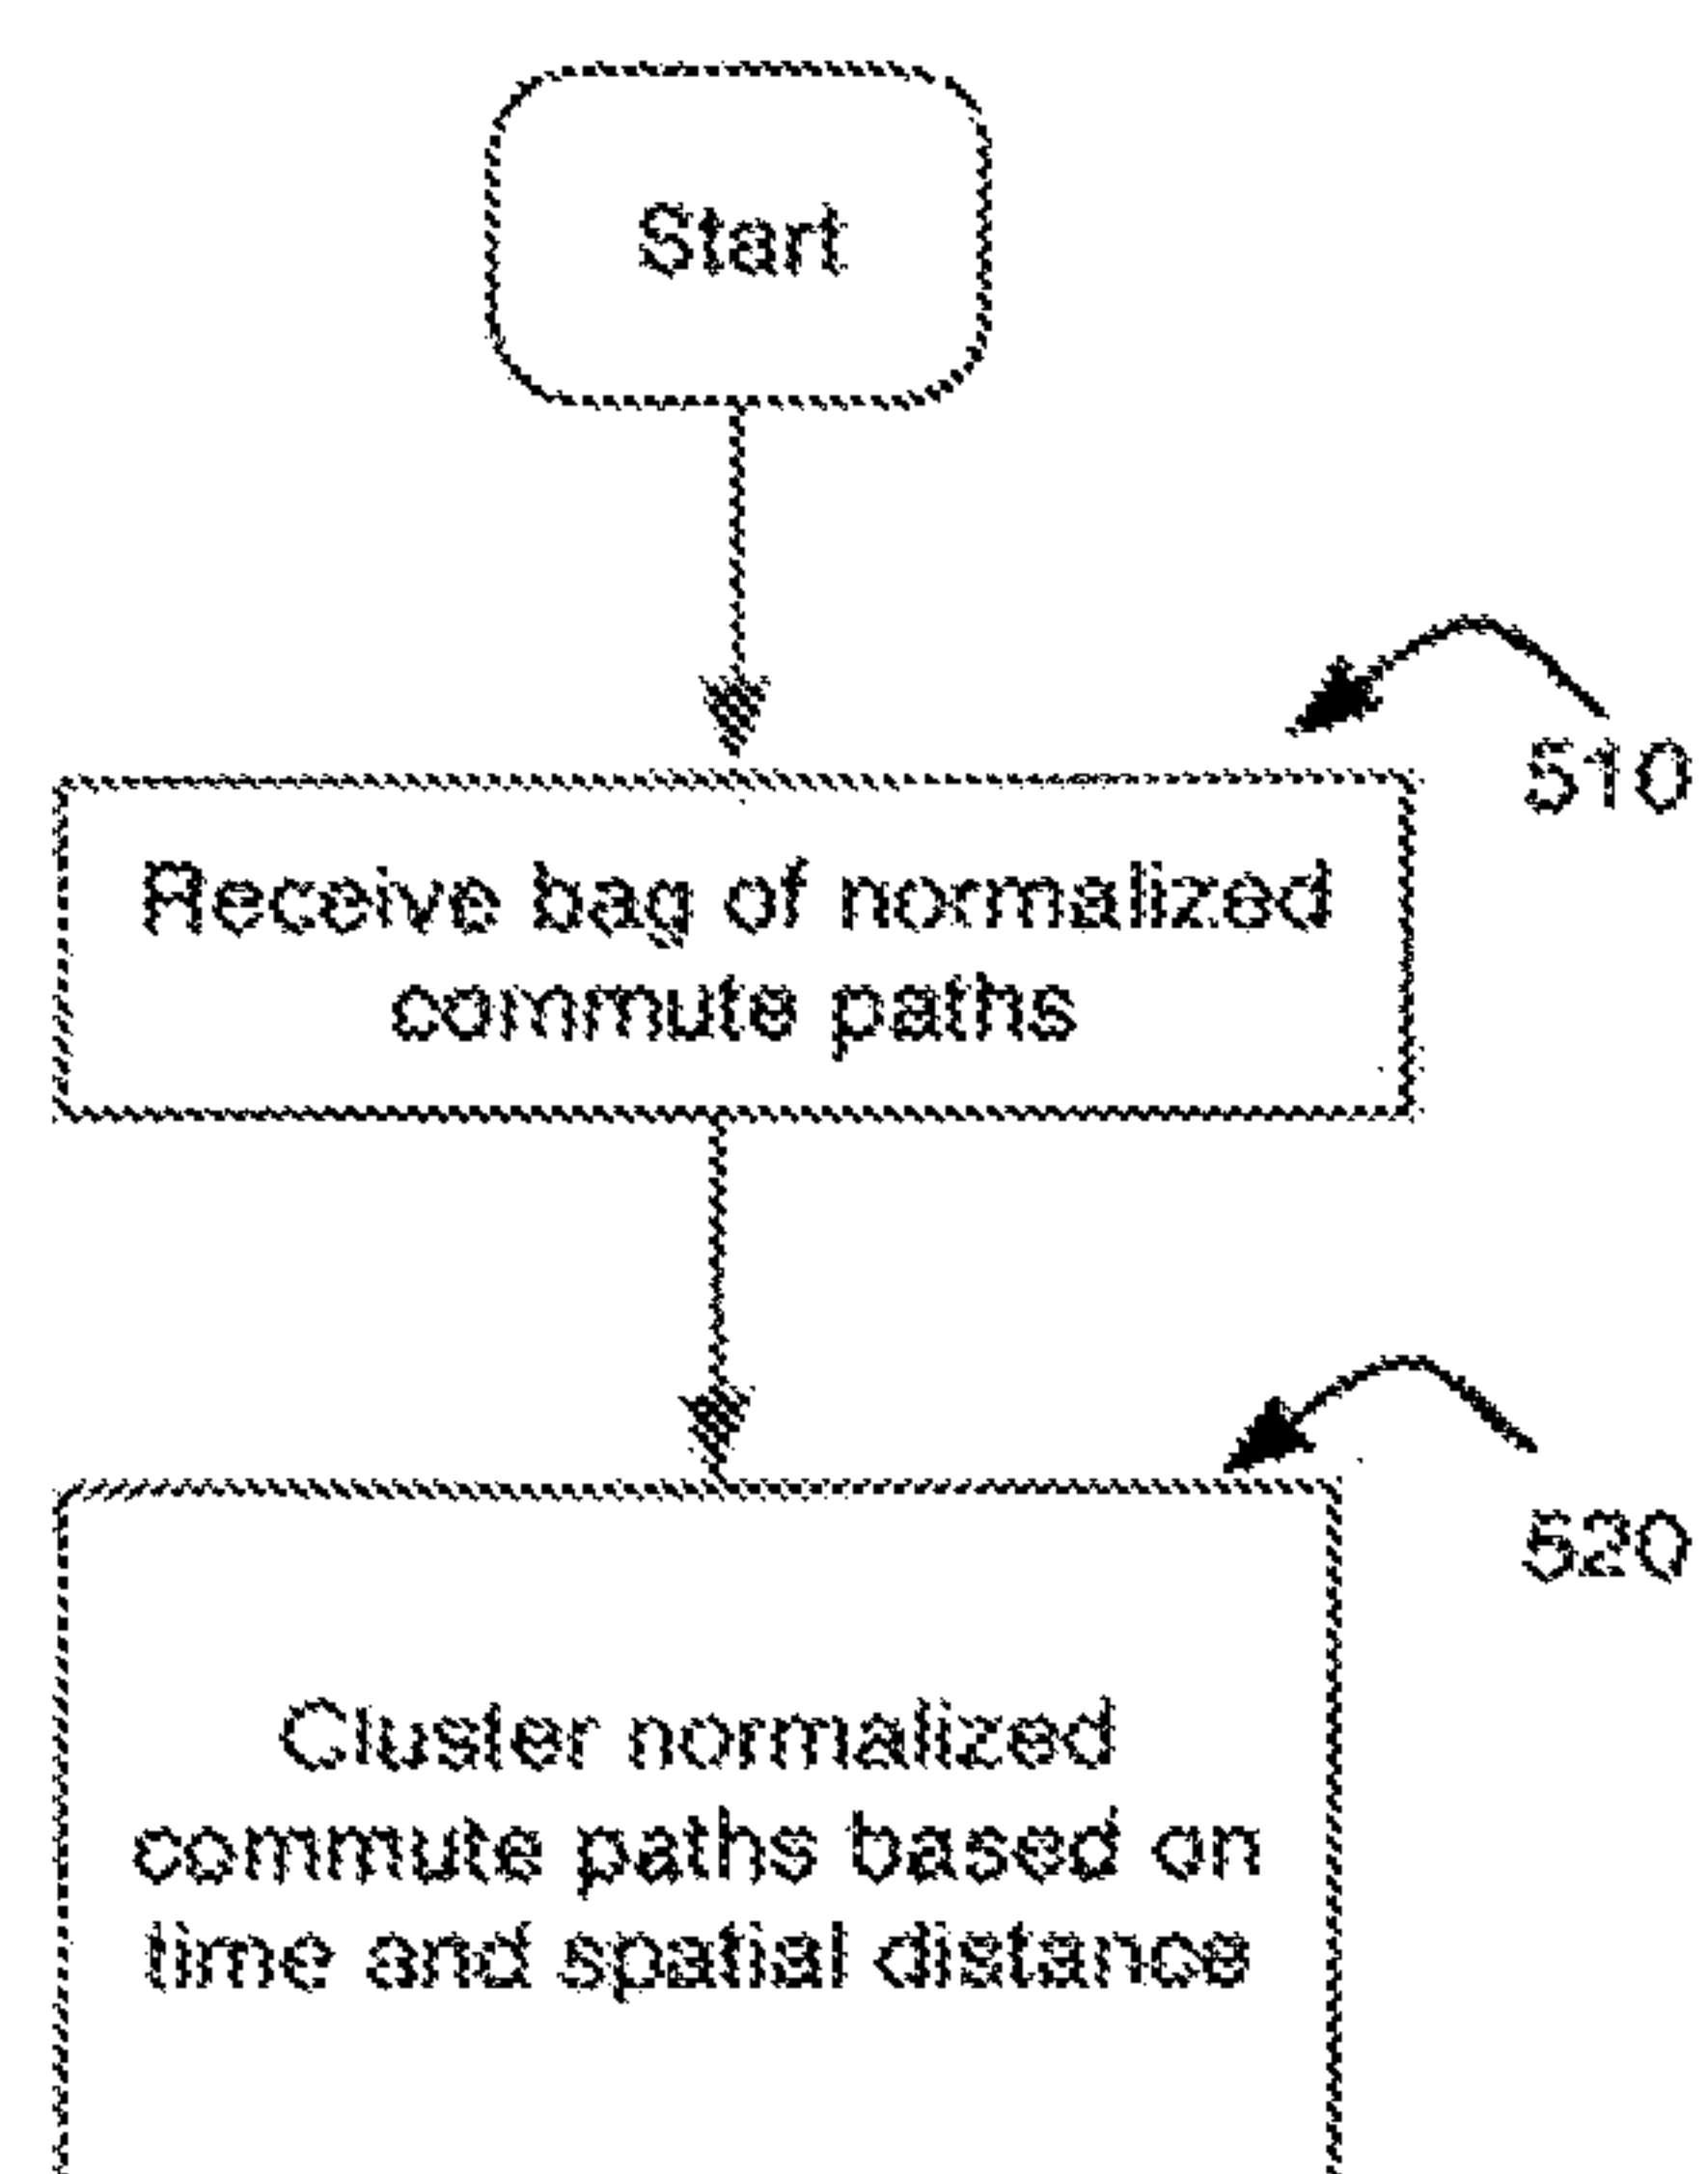 Start
510
Receive bag of normalized
commute paths
520
Cluster normalized
commute paths based on
time and spatial distance